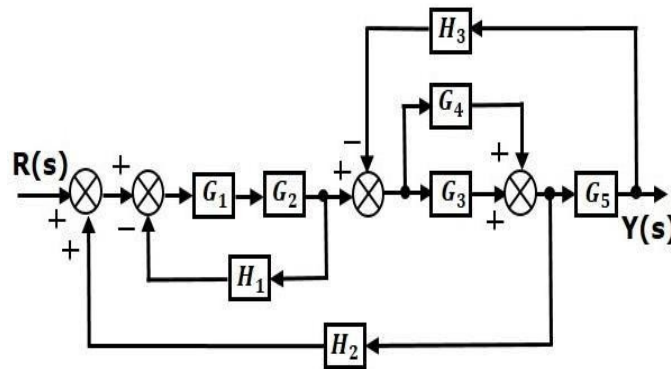 H₃
−
G₄
R(s)
+
+
+
+
G₁
G₂
G₃
G₅
+
−
+
+
Y(s)
H₁
H₂